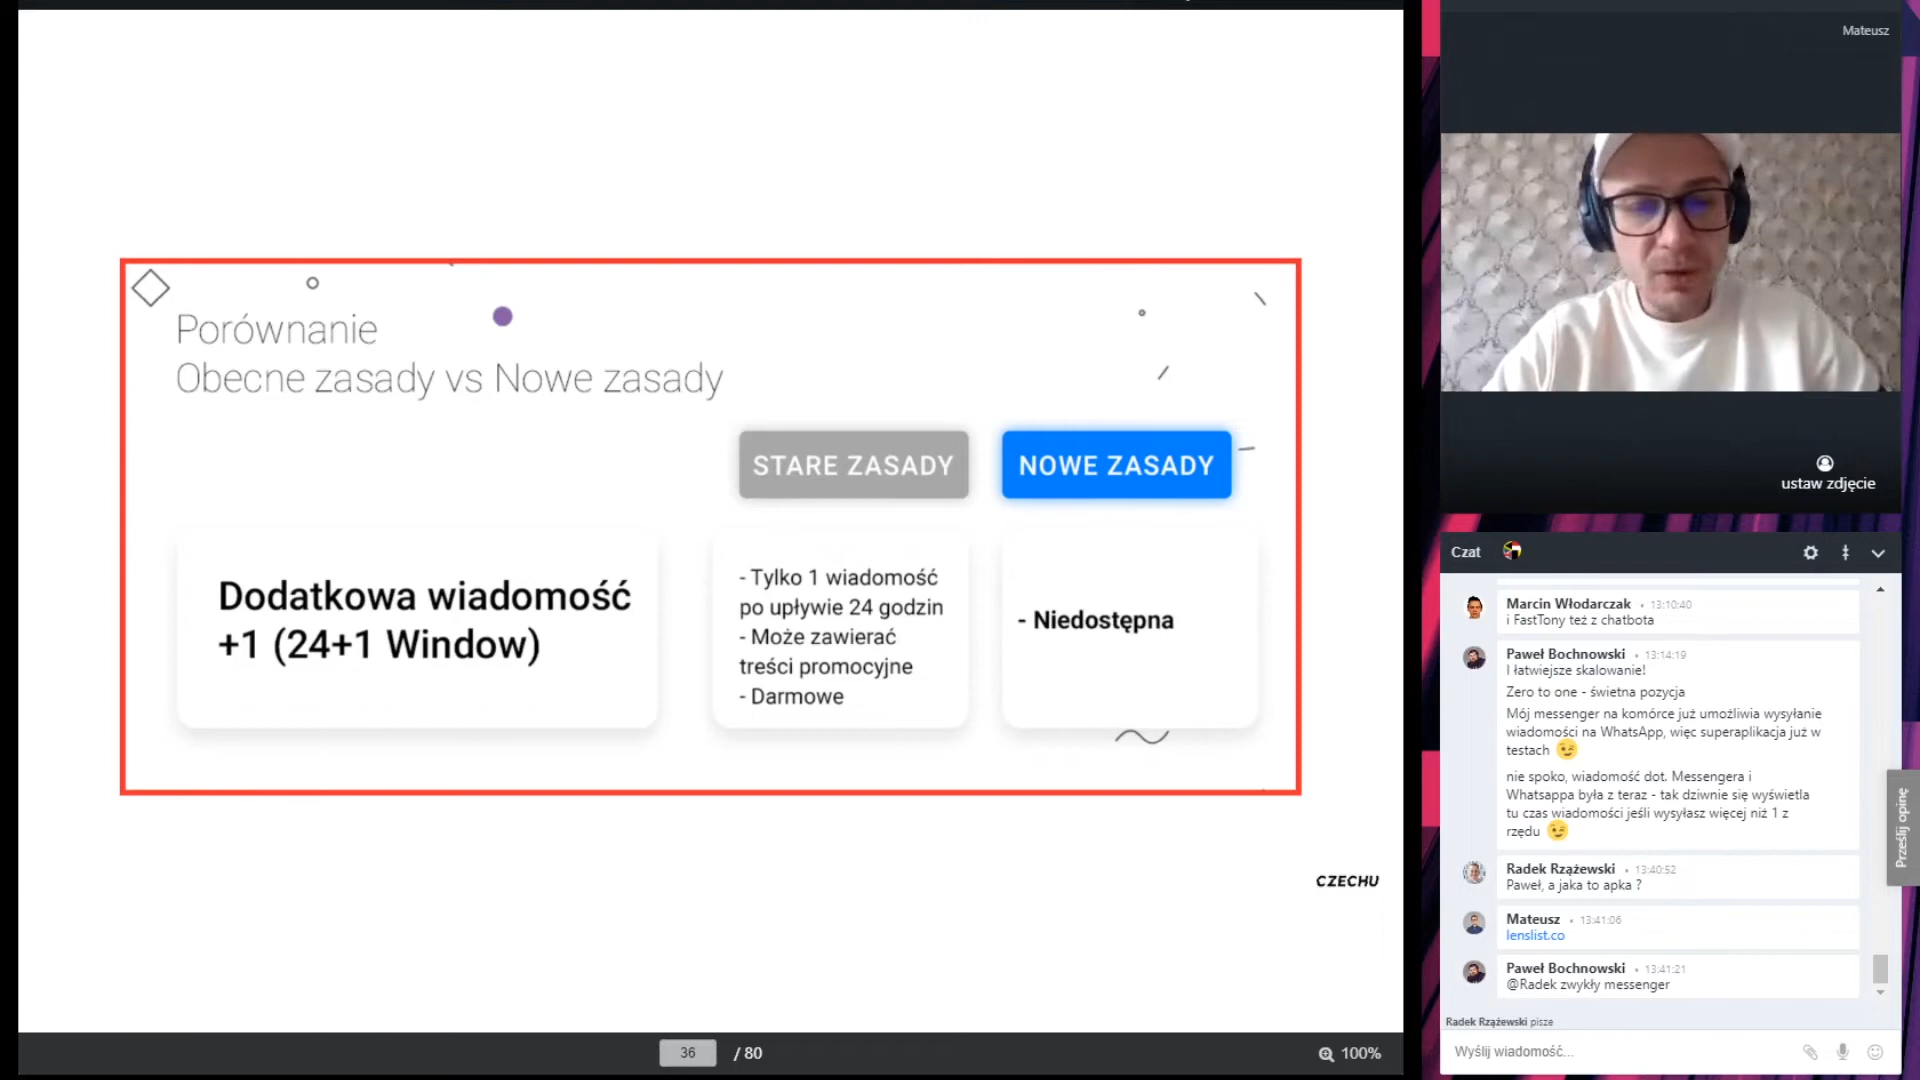 Porównanie
Obecne zasady vs Nowe zasady
STARE ZASADY
NOWE ZASADY
Dodatkowa wiadomość
+1 (24+1 Window)
- Tylko 1 wiadomość
po upływie 24 godzin
- Może zawierać
treści promocyjne
- Darmowe
- Niedostępna
CZECHU
36 / 80
100%
Mateusz
ustaw zdjęcie
Czat
Marcin Włodarczak • 13:10:40
i FastTony też z chatbota
Paweł Bochnowski • 13:14:19
I łatwiejsze skalowanie!
Zero to one - świetna pozycja
Mój messenger na komórce już umożliwia wysyłanie
wiadomości na WhatsApp, więc superaplikacja już w
testach 😉
nie spoko, wiadomość dot. Messengera i
Whatsappa była z teraz - tak dziwnie się wyświetla
tu czas wiadomości jeśli wysyłasz więcej niż 1 z
rzędu 😉
Radek Rzążewski • 13:40:52
Paweł, a jaka to apka ?
Mateusz • 13:41:06
lenslist.co
Paweł Bochnowski • 13:41:21
@Radek zwykły messenger
Radek Rzążewski pisze
Wyślij wiadomość...
Prześlij opinę